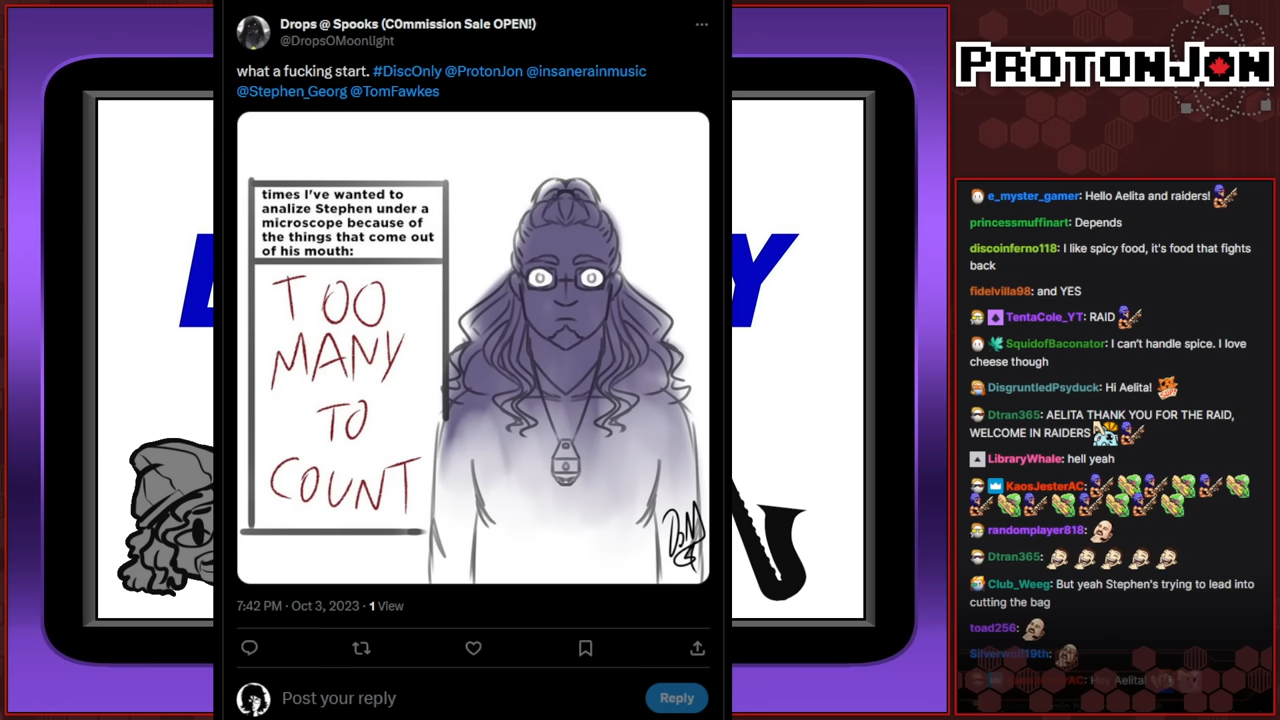 Drops @ Spooks (C0mmission Sale OPEN!)
@DropsOMoonlight
what a fucking start. #DiscOnly @ProtonJon @insanerainmusic
@Stephen_Georg @TomFawkes
times I've wanted to
analize Stephen under a
microscope because of
the things that come out
of his mouth:
TOO
MANY
TO
COUNT
7:42 PM · Oct 3, 2023 · 1 View
Post your reply
Reply
Y
PROTONJON
e_myster_gamer: Hello Aelita and raiders!
princessmuffinart: Depends
discoinferno118: I like spicy food, it's food that fights
back
fidelvilla98: and YES
TentaCole_YT: RAID
SquidofBaconator: I can't handle spice. I love
cheese though
DisgruntledPsyduck: Hi Aelita!
Dtran365: AELITA THANK YOU FOR THE RAID,
WELCOME IN RAIDERS
LibraryWhale: hell yeah
KaosJesterAC:
randomplayer818:
Dtran365:
Club_Weeg: But yeah Stephen's trying to lead into
cutting the bag
toad256:
Silverwolf19th:
KaosJesterAC: Hey Aelita!